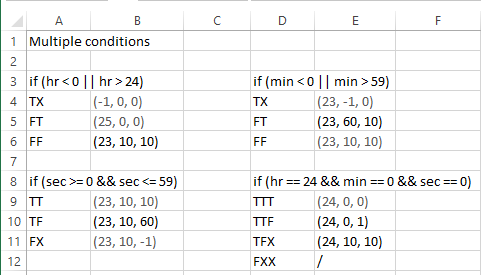 A B C D E F
1 Multiple conditions
2
3 if (hr < 0 || hr > 24) if (min < 0 || min > 59)
4 TX (-1, 0, 0) TX (23, -1, 0)
5 FT (25, 0, 0) FT (23, 60, 10)
6 FF (23, 10, 10) FF (23, 10, 10)
7
8 if (sec >= 0 && sec <= 59) if (hr == 24 && min == 0 && sec == 0)
9 TT (23, 10, 10) TTT (24, 0, 0)
10 TF (23, 10, 60) TTF (24, 0, 1)
11 FX (23, 10, -1) TFX (24, 10, 10)
12 FXX /